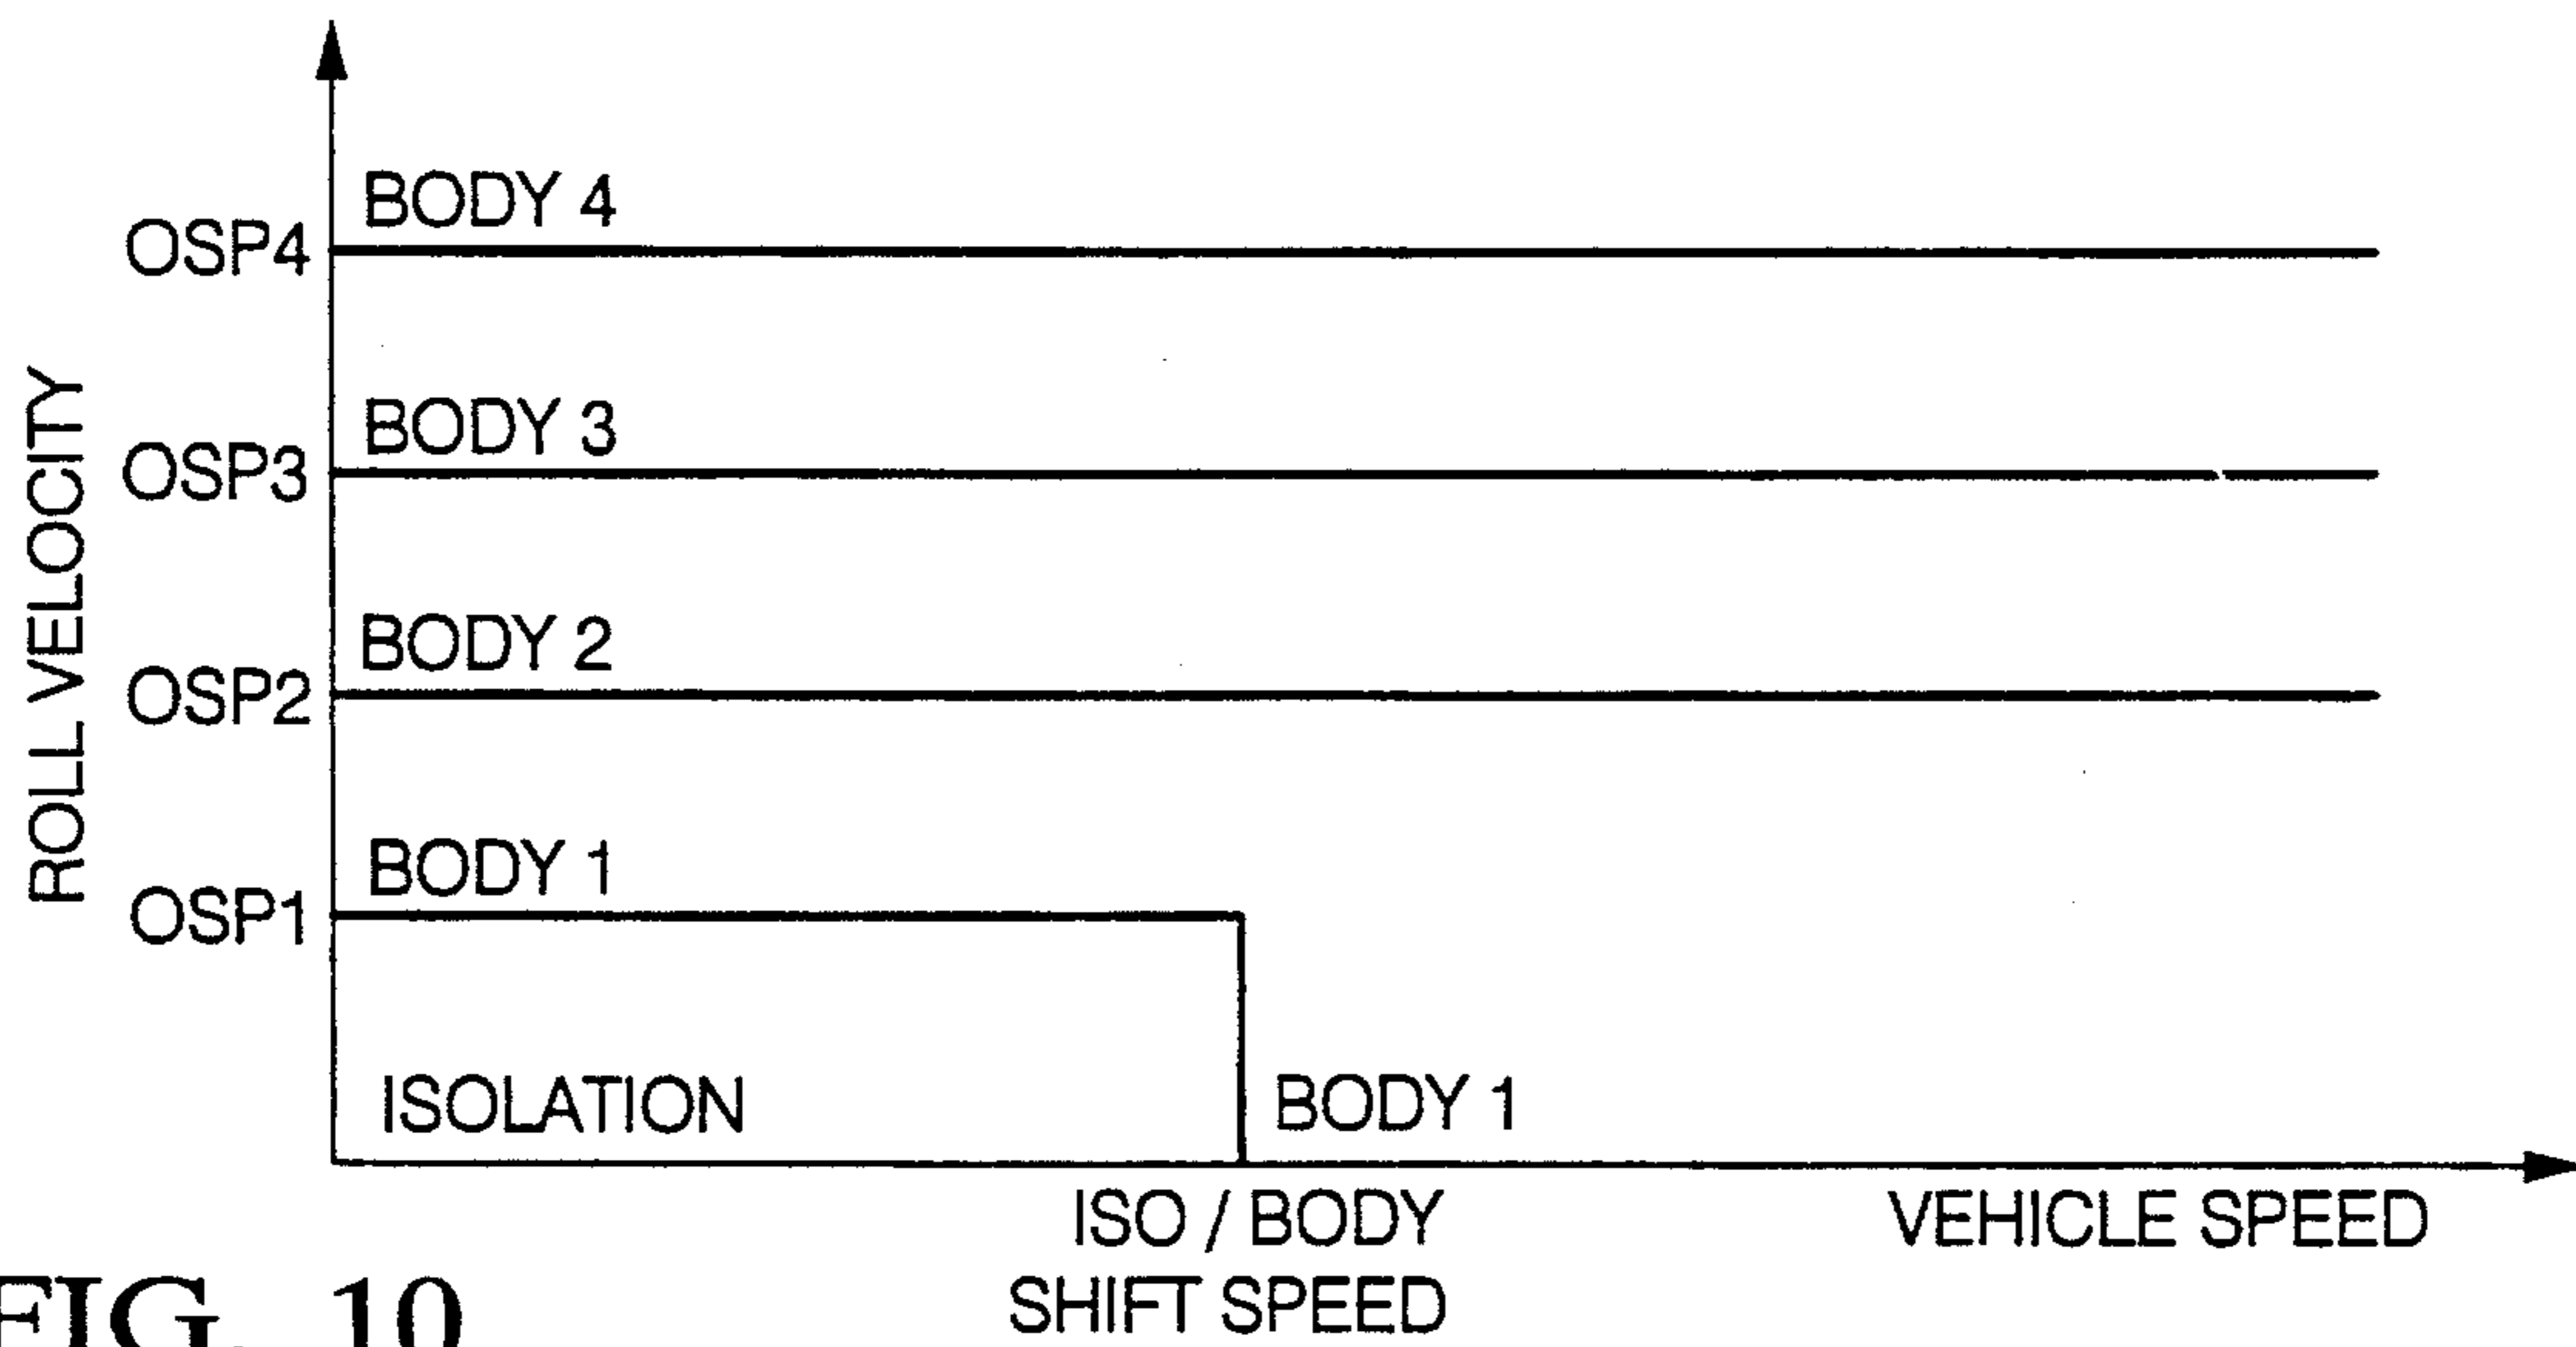 BODY 4
OSP4
BODY 3
OSP3
ROLL VELOCITY
BODY 2
OSP2
BODY 1
OSP1
ISOLATION
BODY 1
ISO / BODY
SHIFT SPEED
VEHICLE SPEED
FIG. 10